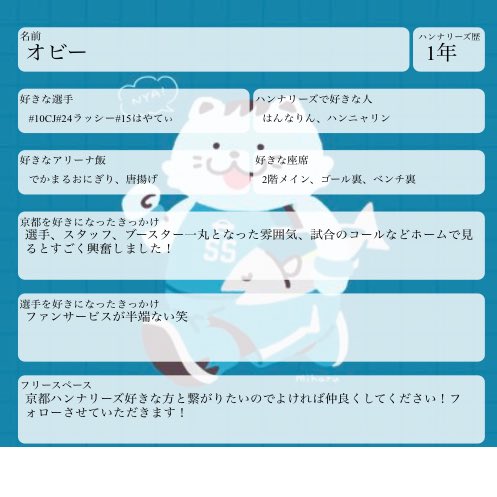 名前
オビー
ハンナリーズ歴
1年
NYA!
好きな選手
#10CJ#24ラッシー#15はやてぃ
ハンナリーズで好きな人
はんなりん、ハンニャリン
好きなアリーナ飯
でかまるおにぎり、唐揚げ
好きな座席
2階メイン、ゴール裏、ベンチ裏
京都を好きになったきっかけ
選手、スタッフ、ブースター一丸となった雰囲気、試合のコールなどホームで見
るとすごく興奮しました！
SS
選手を好きになったきっかけ
ファンサービスが半端ない笑
miharu
フリースペース
京都ハンナリーズ好きな方と繋がりたいのでよければ仲良くしてください！フ
ォローさせていただきます！